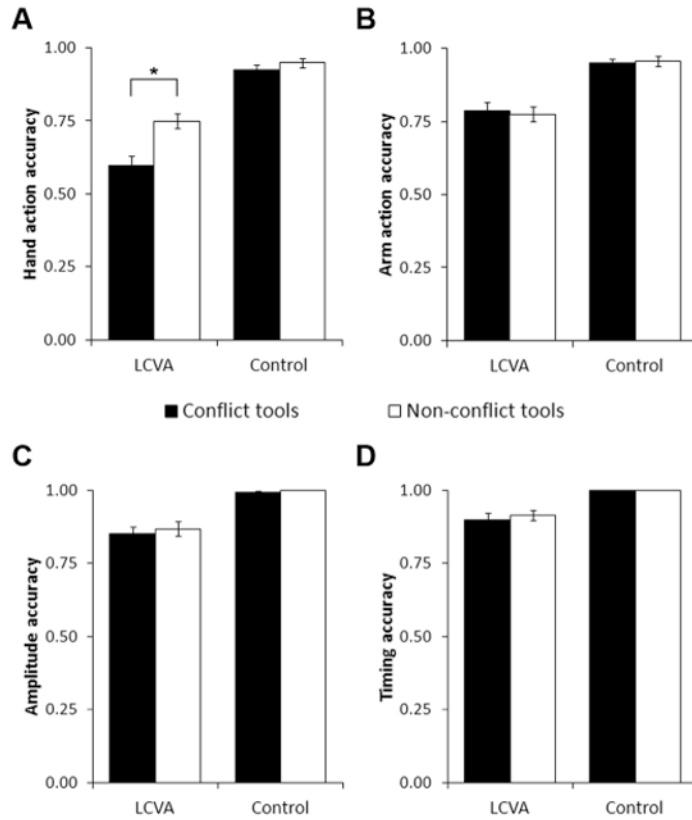 A
Hand action accuracy
1.00
0.75
0.50
0.25
0.00
*
LCVA
Control
B
Arm action accuracy
1.00
0.75
0.50
0.25
0.00
LCVA
Control
Conflict tools
Non-conflict tools
C
Amplitude accuracy
1.00
0.75
0.50
0.25
0.00
LCVA
Control
D
Timing accuracy
1.00
0.75
0.50
0.25
0.00
LCVA
Control